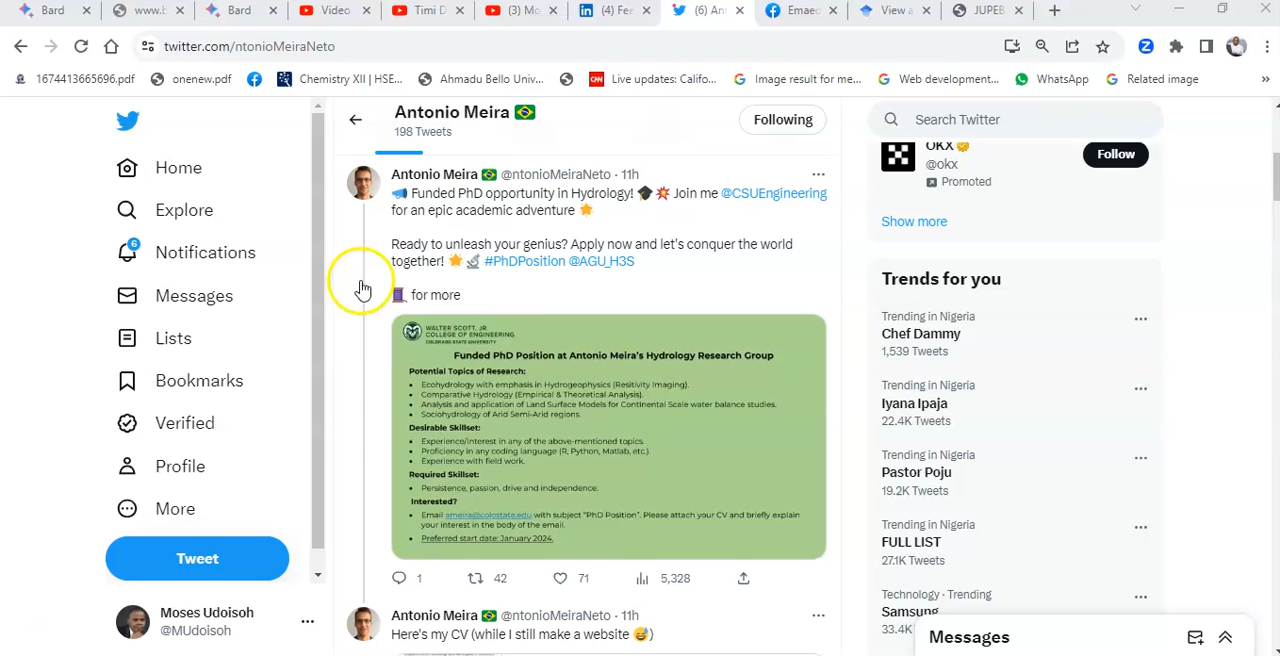 Bard
www.b
Bard
Video
Timi D
(3) Mo
(4) Fee
(6) An
Emaeo
View a
JUPEB
twitter.com/ntonioMeiraNeto
1674413665696.pdf
onenew.pdf
Chemistry XII | HSE...
Ahmadu Bello Univ...
Live updates: Califo...
Image result for me...
Web development...
WhatsApp
Related image
Home
Explore
6
Notifications
Messages
Lists
Bookmarks
Verified
Profile
More
Tweet
Moses Udoisoh
@MUdoisoh
Antonio Meira 🇧🇷
198 Tweets
Following
Antonio Meira 🇧🇷 @ntonioMeiraNeto · 11h
📣 Funded PhD opportunity in Hydrology! 🎓 💥 Join me @CSUEngineering
for an epic academic adventure 🌟
Ready to unleash your genius? Apply now and let's conquer the world
together! 🌟 🔬 #PhDPosition @AGU_H3S
🧵 for more
WALTER SCOTT, JR.
COLLEGE OF ENGINEERING
COLORADO STATE UNIVERSITY
Funded PhD Position at Antonio Meira's Hydrology Research Group
Potential Topics of Research:
• Ecohydrology with emphasis in Hydrogeophysics (Resitivity Imaging).
• Comparative Hydrology (Empirical & Theoretical Analysis).
• Analysis and application of Land Surface Models for Continental Scale water balance studies.
• Sociohydrology of Arid Semi-Arid regions.
Desirable Skillset:
• Experience/interest in any of the above-mentioned topics.
• Proficiency in any coding language (R, Python, Matlab, etc.).
• Experience with field work.
Required Skillset:
• Persistence, passion, drive and independence.
Interested?
• Email ameira@colostate.edu with subject "PhD Position". Please attach your CV and briefly explain
your interest in the body of the email.
• Preferred start date: January 2024.
1 42 71 5,328
Antonio Meira 🇧🇷 @ntonioMeiraNeto · 11h
Here's my CV (while I still make a website 😅)
Search Twitter
OKX
@okx
Promoted
Follow
Show more
Trends for you
Trending in Nigeria
Chef Dammy
1,539 Tweets
Trending in Nigeria
Iyana Ipaja
22.4K Tweets
Trending in Nigeria
Pastor Poju
19.2K Tweets
Trending in Nigeria
FULL LIST
27.1K Tweets
Technology · Trending
Samsung
33.4K
Messages